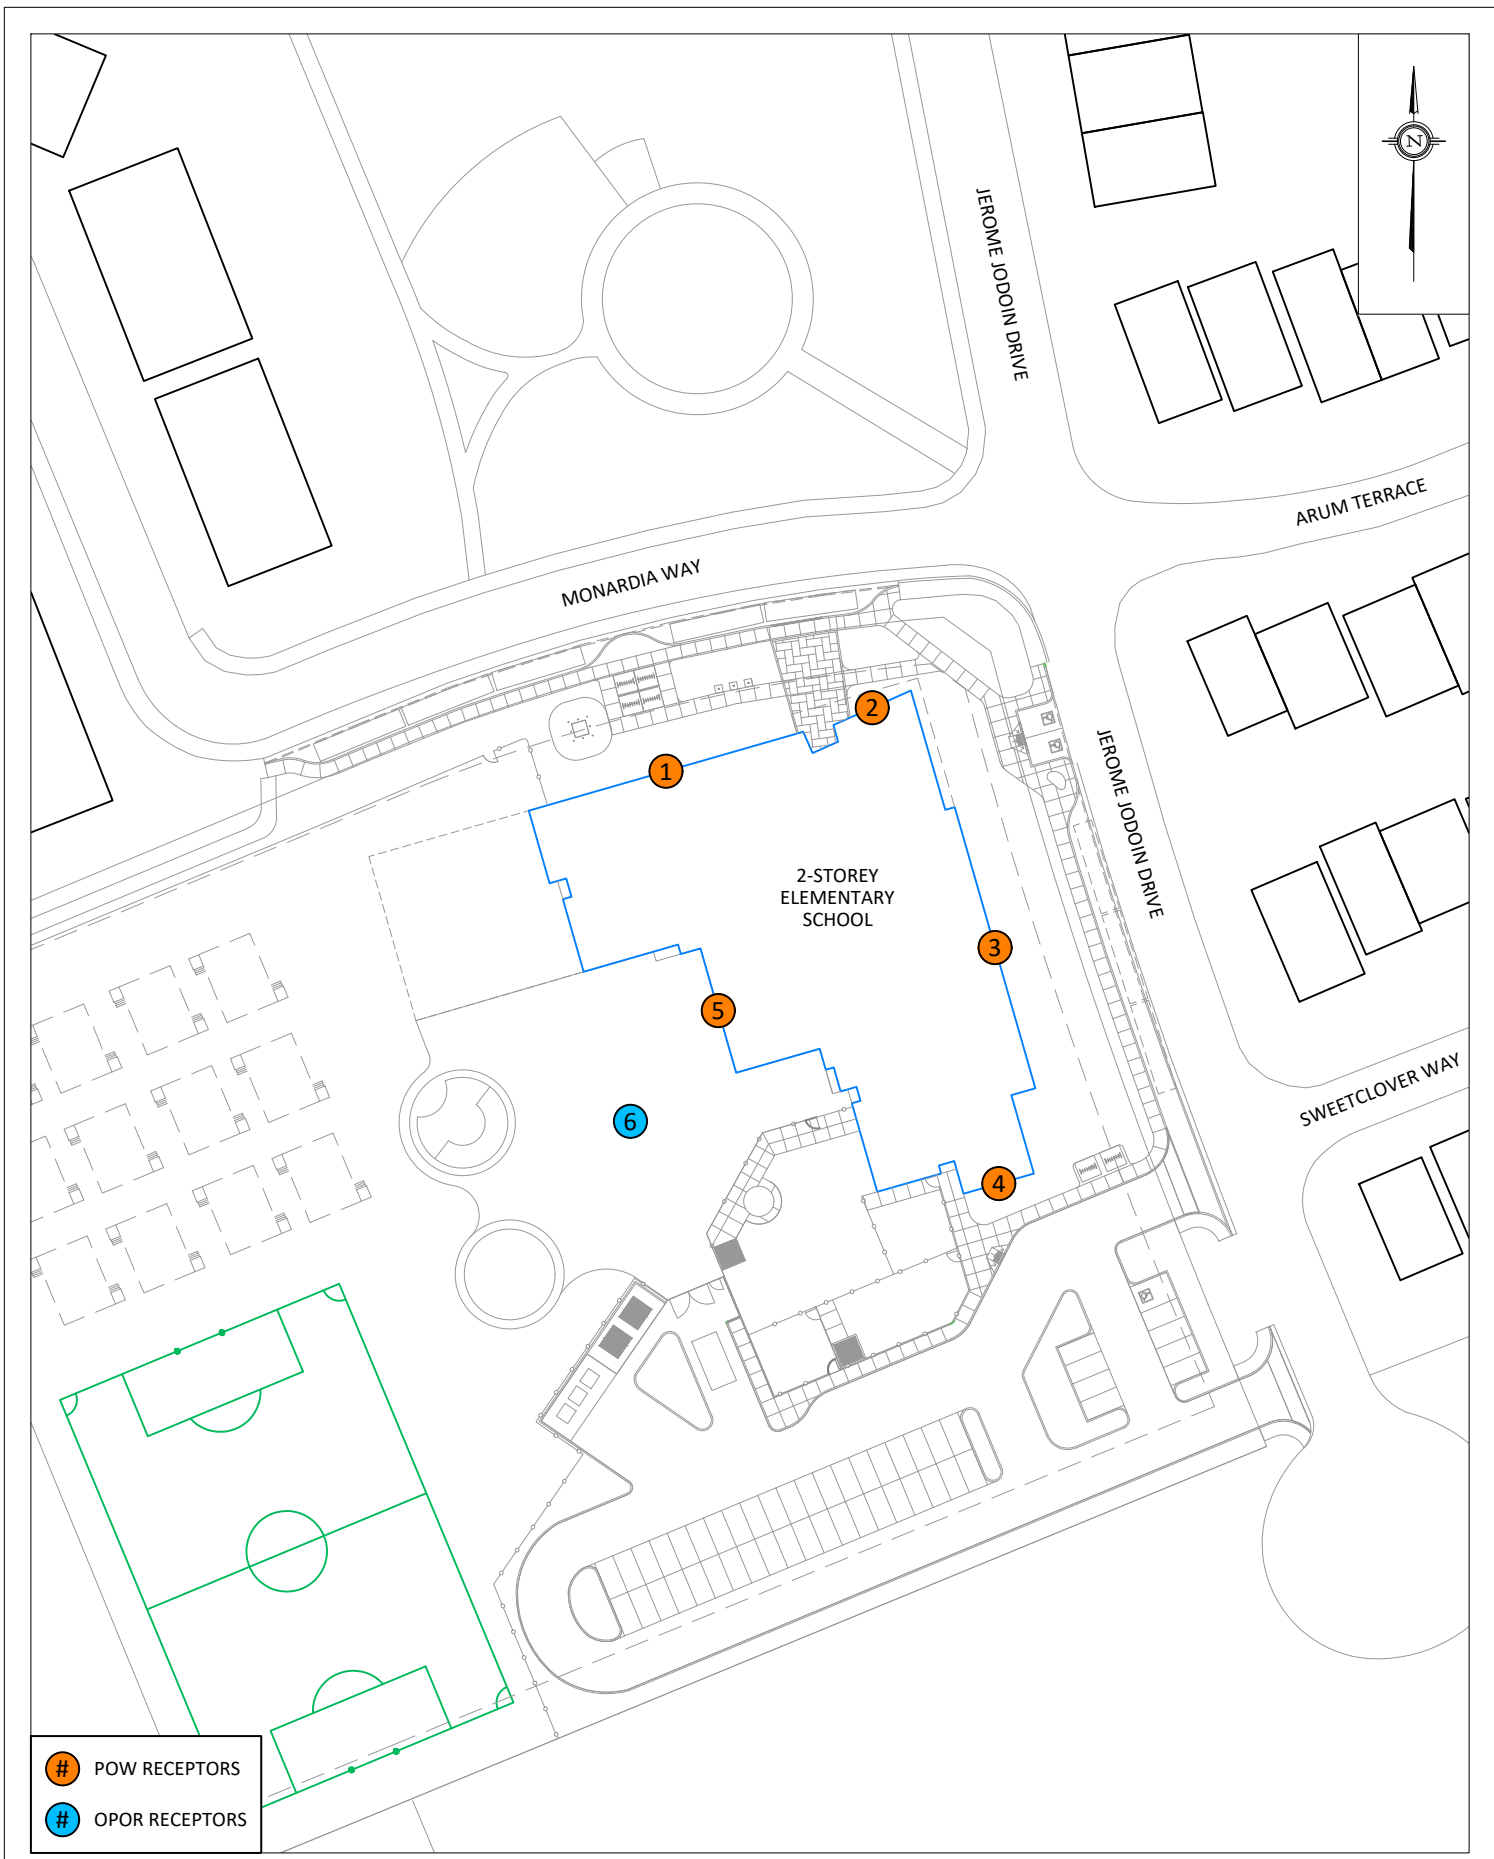 N
JEROME JODOIN DRIVE
ARUM TERRACE
MONARDIA WAY
2
1
JEROME JODOIN DRIVE
2-STOREY
ELEMENTARY
SCHOOL
3
5
SWEETCLOVER WAY
6
4
# POW RECEPTORS
# OPOR RECEPTORS